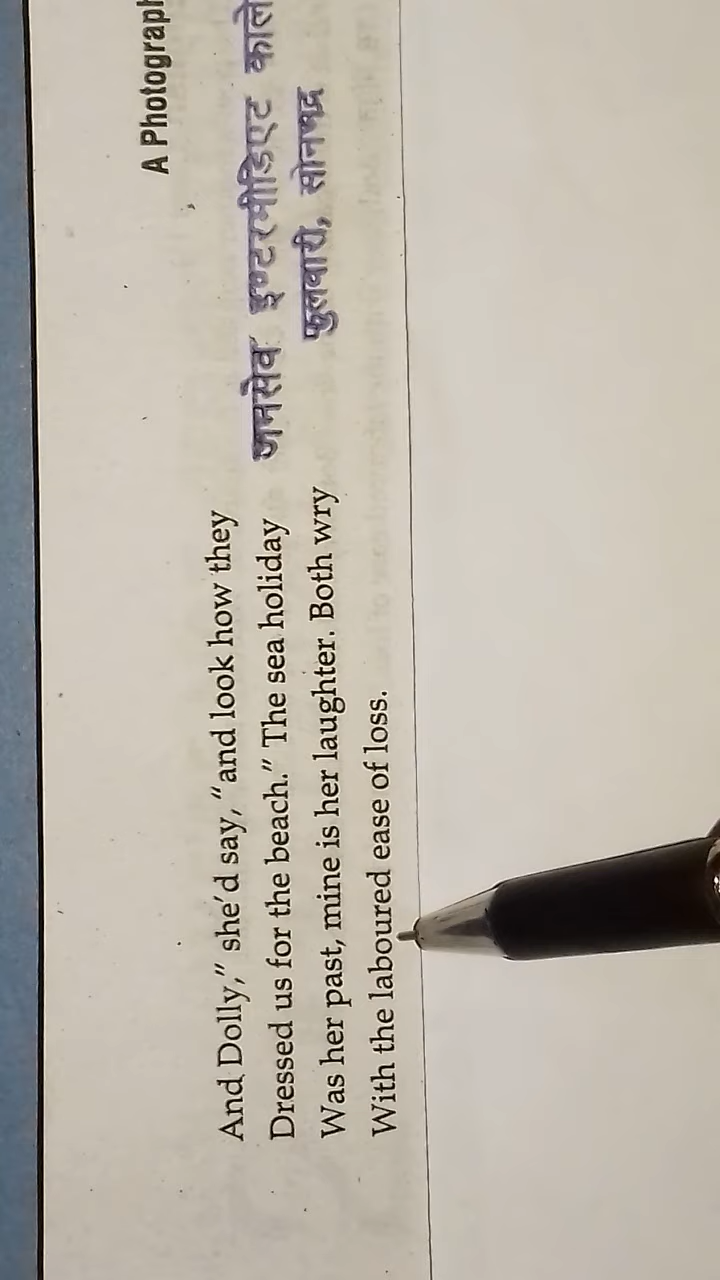 A Photograph
जनसेव इण्टरमीडिएट काले
फुलवारी, सोनभद्र
And Dolly," she'd say, "and look how they
Dressed us for the beach." The sea holiday
Was her past, mine is her laughter. Both wry
With the laboured ease of loss.